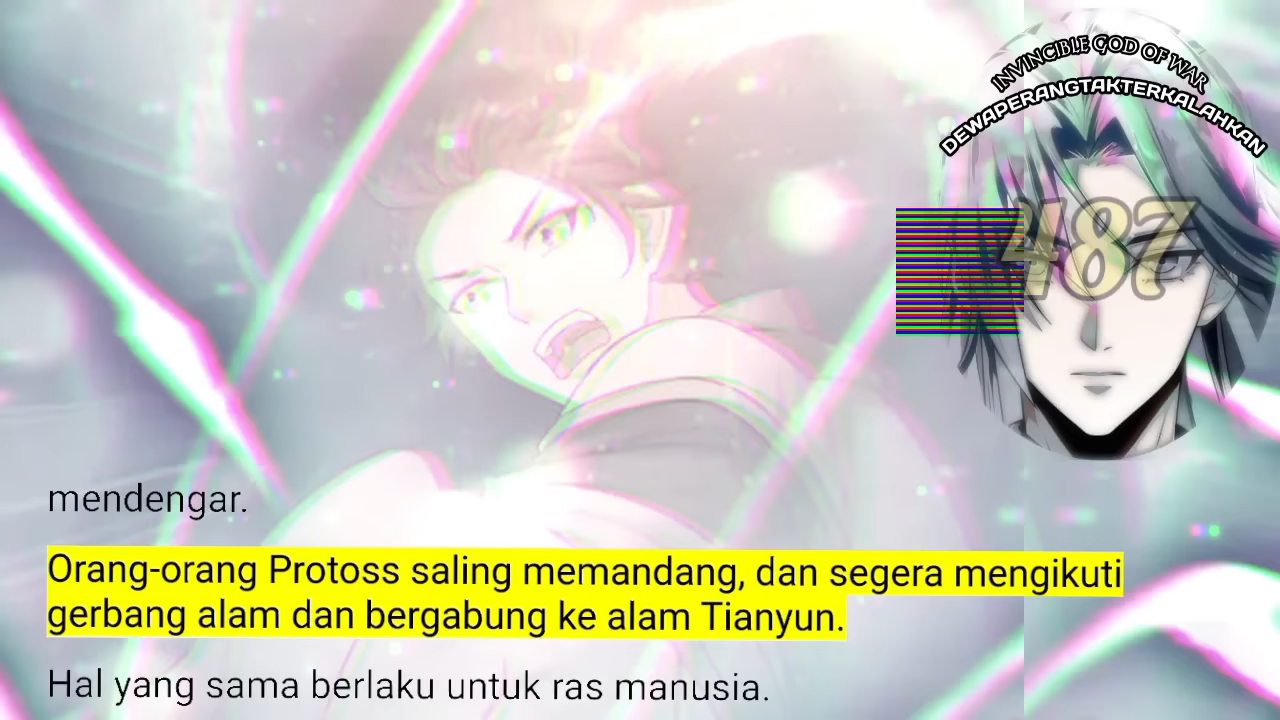 INVINCIBLE GOD OF WAR
DEWAPERANGTAKTERKALAHKAN
487
mendengar.
Orang-orang Protoss saling memandang, dan segera mengikuti
gerbang alam dan bergabung ke alam Tianyun.
Hal yang sama berlaku untuk ras manusia.